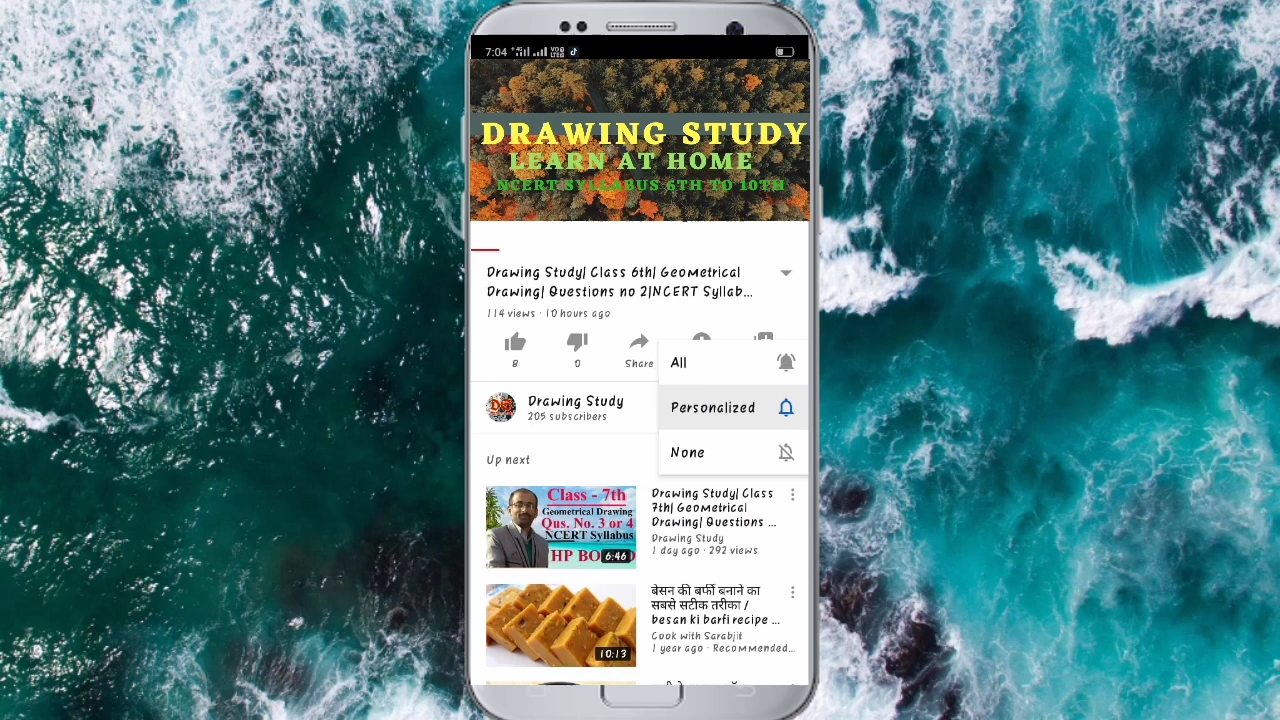 7:04
DRAWING STUDY
LEARN AT HOME
NCERT SYLLABUS 6TH TO 10TH
Drawing Study| Class 6th| Geometrical
Drawing| Questions no 2|NCERT Syllab...
114 views · 10 hours ago
8
0
Share
All
Personalized
None
Drawing Study
205 subscribers
Up next
Class - 7th
Geometrical Drawing
Qus. No. 3 or 4
NCERT Syllabus
HP BO
6:46
Drawing Study| Class
7th| Geometrical
Drawing| Questions ...
Drawing Study
1 day ago · 292 views
10:13
बेसन की बर्फी बनाने का
सबसे सटीक तरीका /
besan ki barfi recipe ...
Cook with Sarabjit
1 year ago · Recommended...